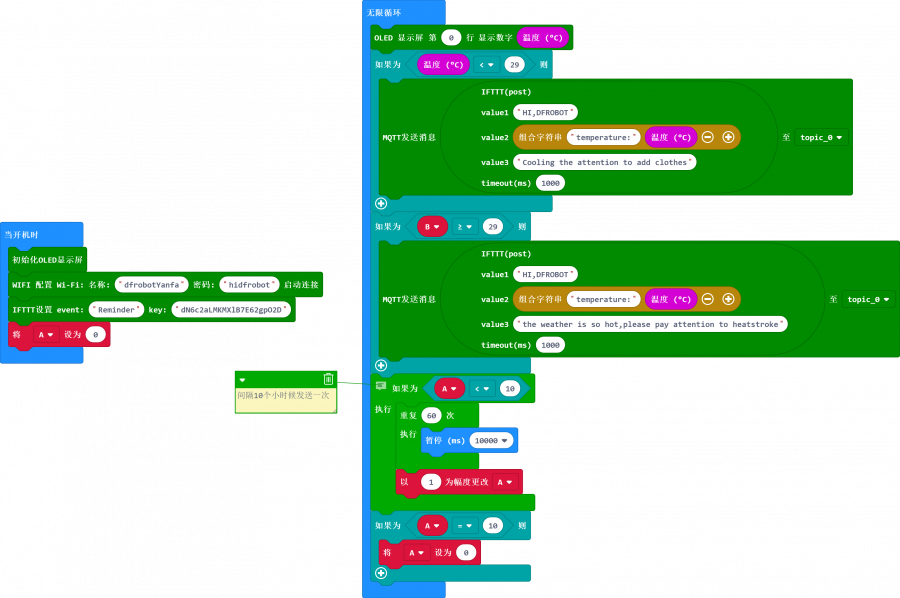 当开机时
初始化OLED显示屏
WIFI 配置 Wi-Fi: 名称: "dfrobotYanfa" 密码: "hidfrobot" 启动连接
IFTTT设置 event: "Reminder" key: "dN6c2aLMKMXlB7E62gpO2D"
将 A 设为 0
间隔10个小时候发送一次
无限循环
OLED 显示屏 第 0 行 显示数字 温度 (°C)
如果为 温度 (°C) < 29 则
IFTTT(post)
value1 "HI,DFROBOT"
MQTT发送消息 value2 组合字符串 "temperature:" 温度 (°C) 至 topic_0
value3 "Cooling the attention to add clothes"
timeout(ms) 1000
如果为 B ≥ 29 则
IFTTT(post)
value1 "HI,DFROBOT"
MQTT发送消息 value2 组合字符串 "temperature:" 温度 (°C) 至 topic_0
value3 "the weather is so hot,please pay attention to heatstroke"
timeout(ms) 1000
如果为 A < 10
执行 重复 60 次
执行 暂停 (ms) 10000
以 1 为幅度更改 A
如果为 A = 10 则
将 A 设为 0